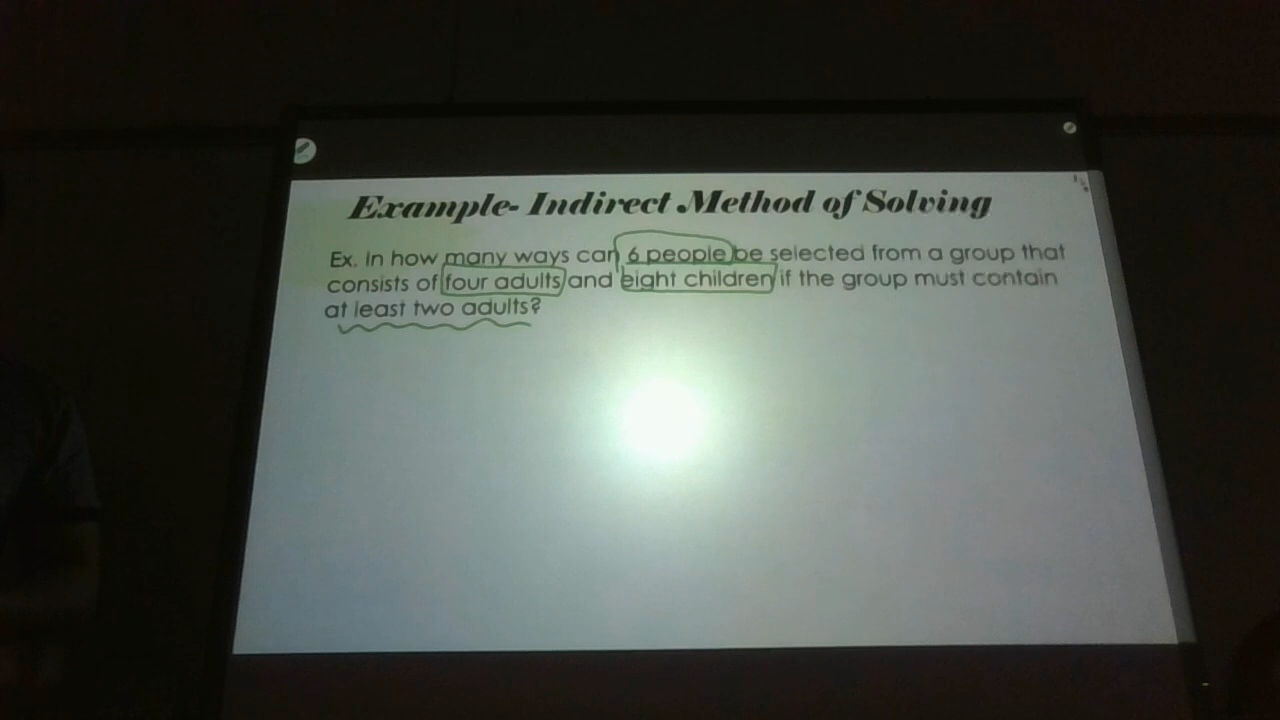 Example- Indirect Method of Solving
Ex. In how many ways can 6 people be selected from a group that
consists of four adults and eight children if the group must contain
at least two adults?